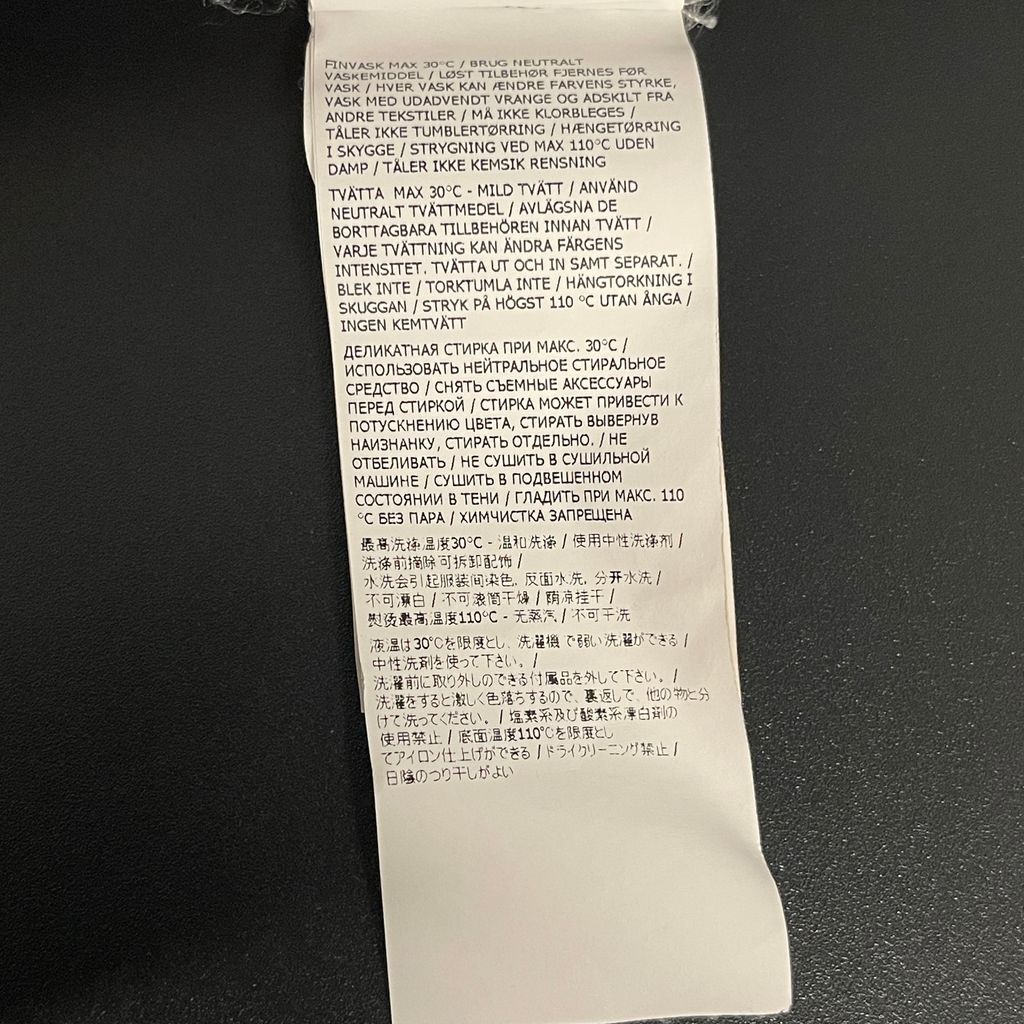 FINVASK MAX 30°C / BRUG NEUTRALT
VASKEMIDDEL / LØST TILBEHØR FJERNES FØR
VASK / HVER VASK KAN ÆNDRE FARVENS STYRKE,
VASK MED UDADVENDT VRANGE OG ADSKILT FRA
ANDRE TEKSTILER / MÅ IKKE KLORBLEGES /
TÅLER IKKE TUMBLERTØRRING / HÆNGETØRRING
I SKYGGE / STRYGNING VED MAX 110°C UDEN
DAMP / TÅLER IKKE KEMSIK RENSNING
TVÄTTA MAX 30°C - MILD TVÄTT / ANVÄND
NEUTRALT TVÄTTMEDEL / AVLÄGSNA DE
BORTTAGBARA TILLBEHÖREN INNAN TVÄTT /
VARJE TVÄTTNING KAN ÄNDRA FÄRGENS
INTENSITET. TVÄTTA UT OCH IN SAMT SEPARAT. /
BLEK INTE / TORKTUMLA INTE / HÄNGTORKNING I
SKUGGAN / STRYK PÅ HÖGST 110 °C UTAN ÅNGA /
INGEN KEMTVÄTT
ДЕЛИКАТНАЯ СТИРКА ПРИ МАКС. 30°C /
ИСПОЛЬЗОВАТЬ НЕЙТРАЛЬНОЕ СТИРАЛЬНОЕ
СРЕДСТВО / СНЯТЬ СЪЕМНЫЕ АКСЕССУАРЫ
ПЕРЕД СТИРКОЙ / СТИРКА МОЖЕТ ПРИВЕСТИ К
ПОТУСКНЕНИЮ ЦВЕТА, СТИРАТЬ ВЫВЕРНУВ
НАИЗНАНКУ, СТИРАТЬ ОТДЕЛЬНО. / НЕ
ОТБЕЛИВАТЬ / НЕ СУШИТЬ В СУШИЛЬНОЙ
МАШИНЕ / СУШИТЬ В ПОДВЕШЕННОМ
СОСТОЯНИИ В ТЕНИ / ГЛАДИТЬ ПРИ МАКС. 110
°C БЕЗ ПАРА / ХИМЧИСТКА ЗАПРЕЩЕНА
最高洗涤温度30°C - 温和洗涤 / 使用中性洗涤剂 /
洗涤前摘除可拆卸配饰 /
水洗会引起服装间染色, 反面水洗, 分开水洗 /
不可漂白 / 不可滚筒干燥 / 荫凉挂干 /
熨烫最高温度110°C - 无蒸汽 / 不可干洗
液温は30°Cを限度とし、洗濯機で弱い洗濯ができる /
中性洗剤を使って下さい。 /
洗濯前に取り外しのできる付属品を外して下さい。 /
洗濯をすると激しく色落ちするので、裏返しで、他の物と分
けて洗ってください。 / 塩素系及び酸素系漂白剤の
使用禁止 / 底面温度110°Cを限度とし
てアイロン仕上げができる / ドライクリーニング禁止 /
日陰のつり干しがよい